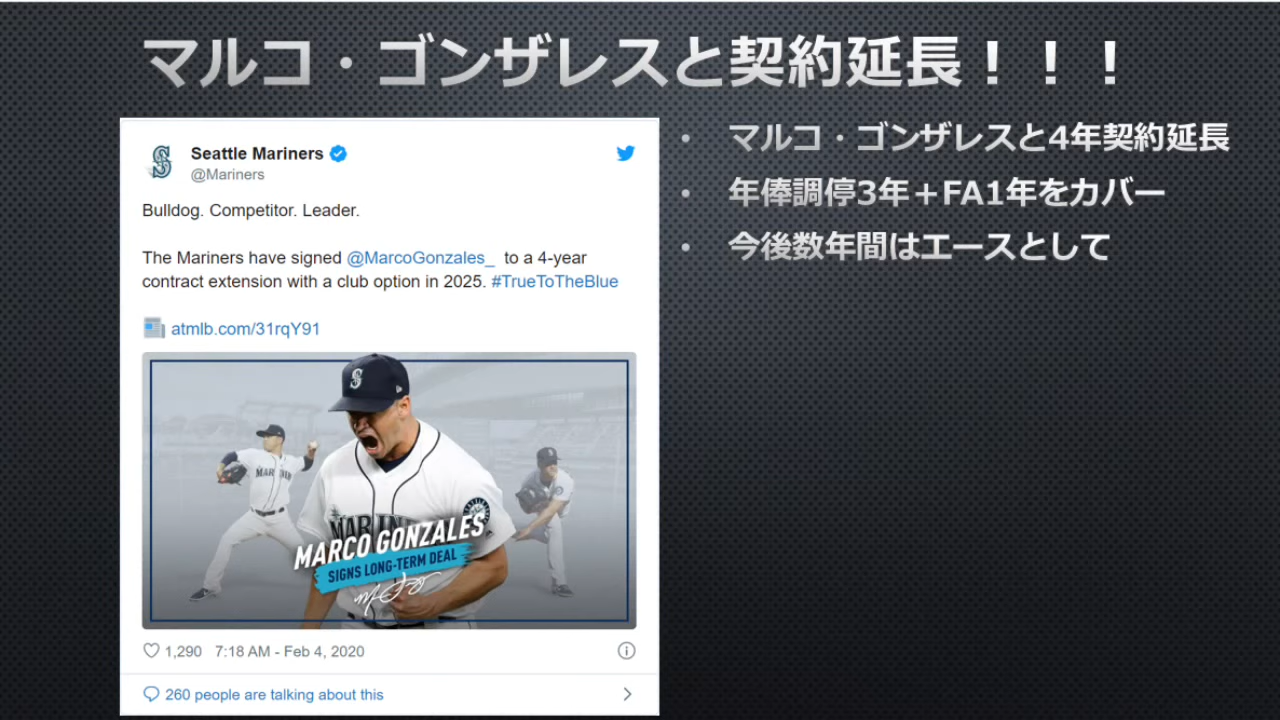 マルコ・ゴンザレスと契約延長！！！
Seattle Mariners
@Mariners
Bulldog. Competitor. Leader.
The Mariners have signed @MarcoGonzales_ to a 4-year
contract extension with a club option in 2025. #TrueToTheBlue
atmlb.com/31rqY91
MARINERS
MARIN
MARCO GONZALES
SIGNS LONG-TERM DEAL
1,290 7:18 AM - Feb 4, 2020
260 people are talking about this
• マルコ・ゴンザレスと4年契約延長
• 年俸調停3年＋FA1年をカバー
• 今後数年間はエースとして